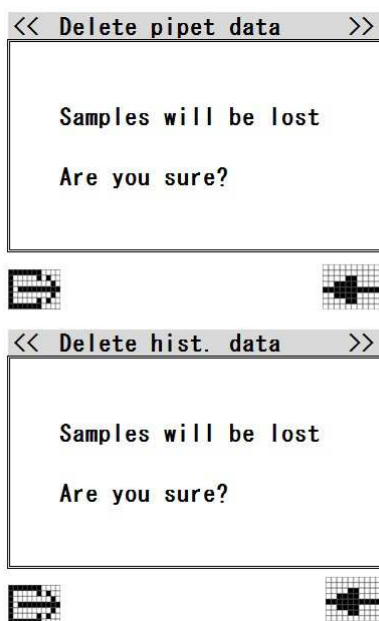 << Delete pipet data >>
Samples will be lost
Are you sure?
<< Delete hist. data >>
Samples will be lost
Are you sure?